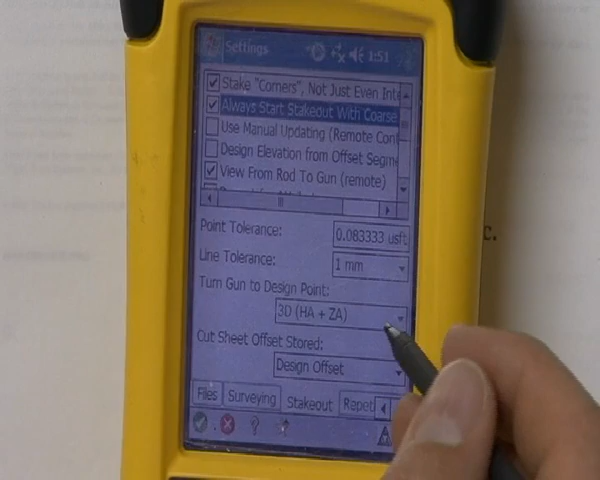 Settings 1:51
Stake "Corners", Not Just Even Inte
Always Start Stakeout With Coarse
Use Manual Updating (Remote Con
Design Elevation from Offset Segm
View From Rod To Gun (remote)
Point Tolerance: 0.083333 usft
Line Tolerance: 1 mm
Turn Gun to Design Point:
3D (HA + ZA)
Cut Sheet Offset Stored:
Design Offset
Files Surveying Stakeout Repet
?
c.